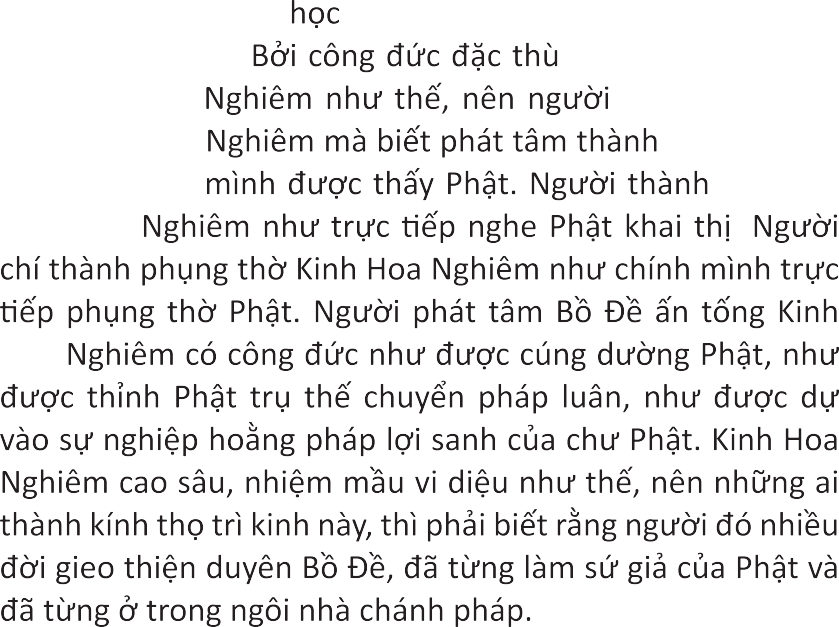 học
Bởi công đức đặc thù
Nghiêm như thế, nên người
Nghiêm mà biết phát tâm thành
mình được thấy Phật. Người thành
Nghiêm như trực tiếp nghe Phật khai thị Người
chí thành phụng thờ Kinh Hoa Nghiêm như chính mình trực
tiếp phụng thờ Phật. Người phát tâm Bồ Đề ấn tống Kinh
Nghiêm có công đức như được cúng dường Phật, như
được thỉnh Phật trụ thế chuyển pháp luân, như được dự
vào sự nghiệp hoằng pháp lợi sanh của chư Phật. Kinh Hoa
Nghiêm cao sâu, nhiệm mầu vi diệu như thế, nên những ai
thành kính thọ trì kinh này, thì phải biết rằng người đó nhiều
đời gieo thiện duyên Bồ Đề, đã từng làm sứ giả của Phật và
đã từng ở trong ngôi nhà chánh pháp.